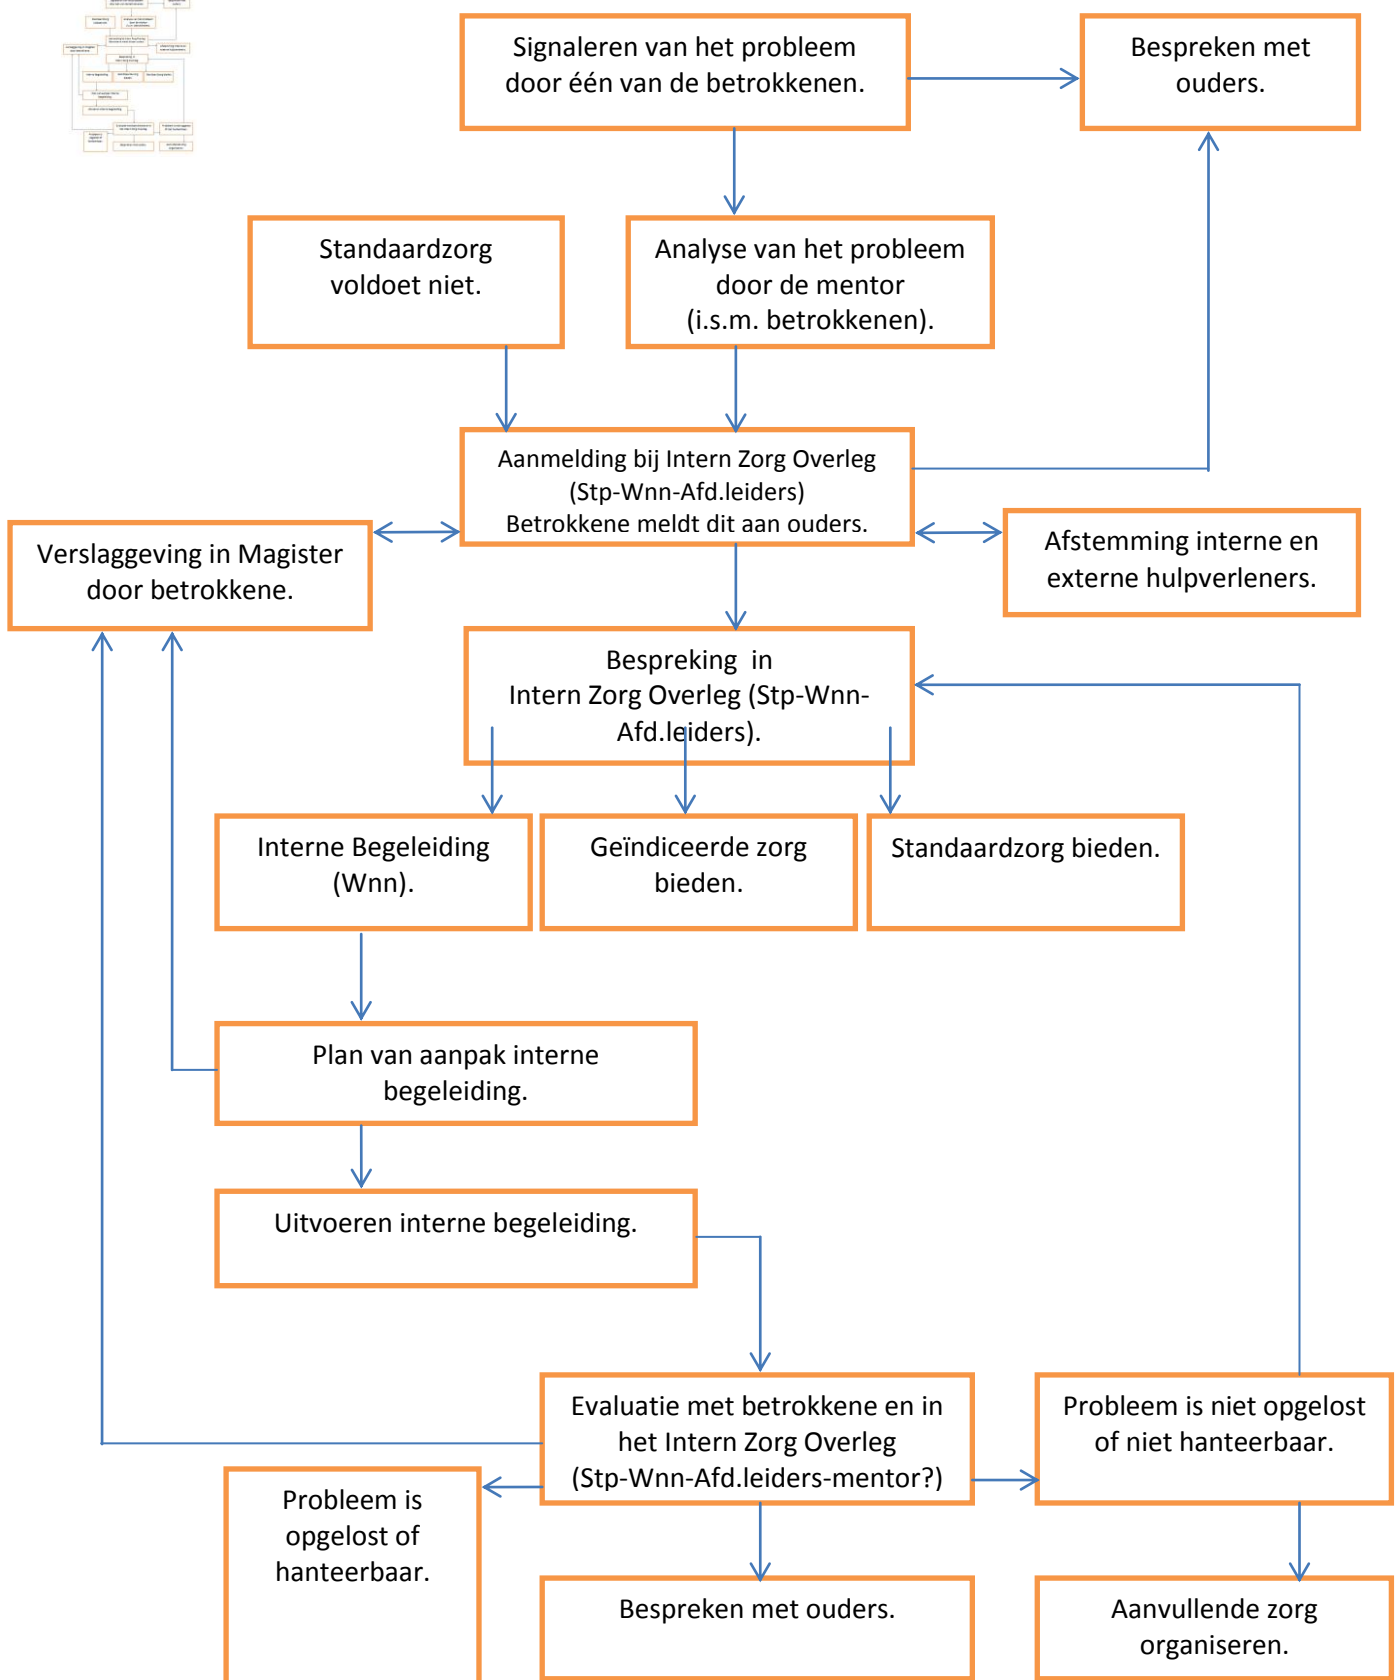 Signaleren van het probleem
door één van de betrokkenen.
Bespreken met
ouders.
Standaardzorg
voldoet niet.
Analyse van het probleem
door de mentor
(i.s.m. betrokkenen).
Aanmelding bij Intern Zorg Overleg
(Stp-Wnn-Afd.leiders)
Betrokkene meldt dit aan ouders.
Verslaggeving in Magister
door betrokkene.
Afstemming interne en
externe hulpverleners.
Bespreking in
Intern Zorg Overleg (Stp-Wnn-
Afd.leiders).
Interne Begeleiding
(Wnn).
Geïndiceerde zorg
bieden.
Standaardzorg bieden.
Plan van aanpak interne
begeleiding.
Uitvoeren interne begeleiding.
Evaluatie met betrokkene en in
het Intern Zorg Overleg
(Stp-Wnn-Afd.leiders-mentor?)
Probleem is niet opgelost
of niet hanteerbaar.
Probleem is
opgelost of
hanteerbaar.
Bespreken met ouders.
Aanvullende zorg
organiseren.